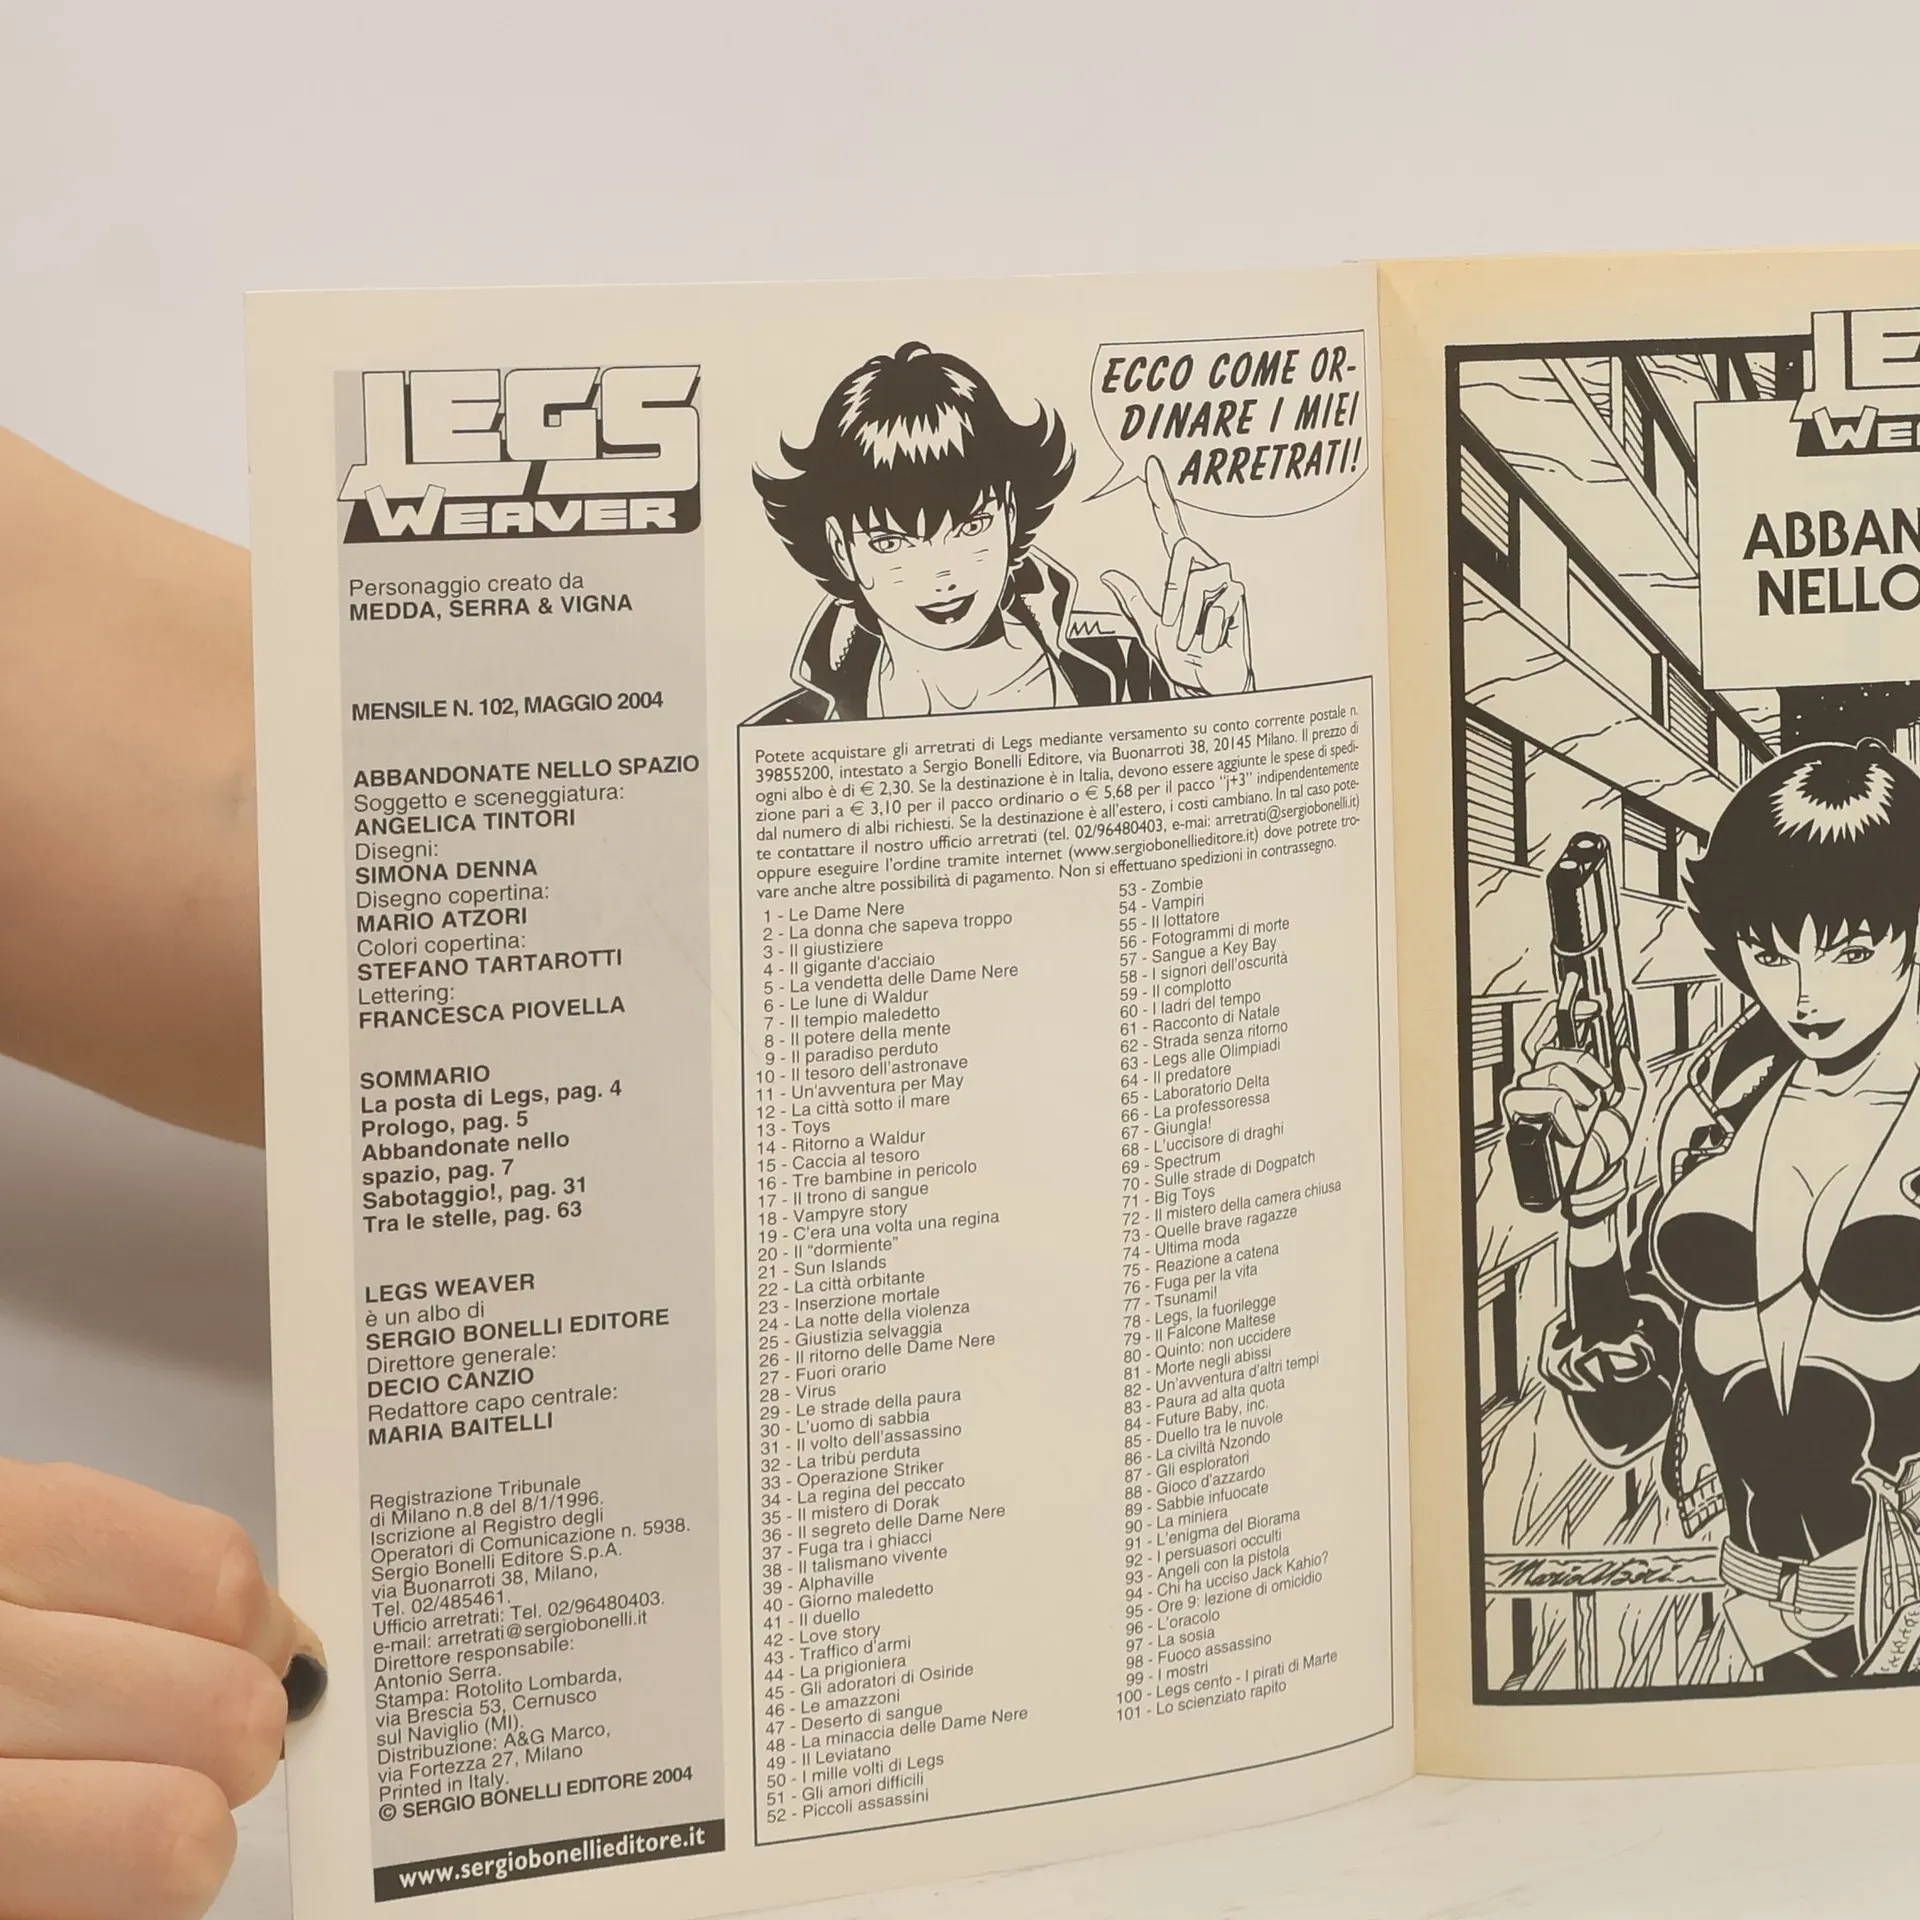 LEGS
WEAVER
Personaggio creato da
MEDDA, SERRA & VIGNA
MENSILE N. 102, MAGGIO 2004
ABBANDONATE NELLO SPAZIO
Soggetto e sceneggiatura:
ANGELICA TINTORI
Disegni:
SIMONA DENNA
Disegno copertina:
MARIO ATZORI
Colori copertina:
STEFANO TARTAROTTI
Lettering:
FRANCESCA PIOVELLA
SOMMARIO
La posta di Legs, pag. 4
Prologo, pag. 5
Abbandonate nello
spazio, pag. 7
Sabotaggio!, pag. 31
Tra le stelle, pag. 63
LEGS WEAVER
è un albo di
SERGIO BONELLI EDITORE
Direttore generale:
DECIO CANZIO
Redattore capo centrale:
MARIA BAITELLI
Registrazione Tribunale
di Milano n.8 del 8/1/1996.
Iscrizione al Registro degli
Operatori di Comunicazione n. 5938.
Sergio Bonelli Editore S.p.A.
via Buonarroti 38, Milano,
Tel. 02/485461.
Ufficio arretrati: Tel. 02/96480403.
e-mail: arretrati@sergiobonelli.it
Direttore responsabile:
Antonio Serra.
Stampa: Rotolito Lombarda,
via Brescia 53, Cernusco
sul Naviglio (MI).
Distribuzione: A&G Marco,
via Fortezza 27, Milano
Printed in Italy.
© SERGIO BONELLI EDITORE 2004
www.sergiobonellieditore.it
ECCO COME OR-
DINARE I MIEI
ARRETRATI!
Potete acquistare gli arretrati di Legs mediante versamento su conto corrente postale n.
39855200, intestato a Sergio Bonelli Editore, via Buonarroti 38, 20145 Milano. Il prezzo di
ogni albo è di € 2,30. Se la destinazione è in Italia, devono essere aggiunte le spese di spedi-
zione pari a € 3,10 per il pacco ordinario o € 5,68 per il pacco "j+3" indipendentemente
dal numero di albi richiesti. Se la destinazione è all'estero, i costi cambiano. In tal caso pote-
te contattare il nostro ufficio arretrati (tel. 02/96480403, e-mai: arretrati@sergiobonelli.it)
oppure eseguire l'ordine tramite internet (www.sergiobonellieditore.it) dove potrete tro-
vare anche altre possibilità di pagamento. Non si effettuano spedizioni in contrassegno.
1 - Le Dame Nere
2 - La donna che sapeva troppo
3 - Il giustiziere
4 - Il gigante d'acciaio
5 - La vendetta delle Dame Nere
6 - Le lune di Waldur
7 - Il tempio maledetto
8 - Il potere della mente
9 - Il paradiso perduto
10 - Il tesoro dell'astronave
11 - Un'avventura per May
12 - La città sotto il mare
13 - Toys
14 - Ritorno a Waldur
15 - Caccia al tesoro
16 - Tre bambine in pericolo
17 - Il trono di sangue
18 - Vampyre story
19 - C'era una volta una regina
20 - Il "dormiente"
21 - Sun Islands
22 - La città orbitante
23 - Inserzione mortale
24 - La notte della violenza
25 - Giustizia selvaggia
26 - Il ritorno delle Dame Nere
27 - Fuori orario
28 - Virus
29 - Le strade della paura
30 - L'uomo di sabbia
31 - Il volto dell'assassino
32 - La tribù perduta
33 - Operazione Striker
34 - La regina del peccato
35 - Il mistero di Dorak
36 - Il segreto delle Dame Nere
37 - Fuga tra i ghiacci
38 - Il talismano vivente
39 - Alphaville
40 - Giorno maledetto
41 - Il duello
42 - Love story
43 - Traffico d'armi
44 - La prigioniera
45 - Gli adoratori di Osiride
46 - Le amazzoni
47 - Deserto di sangue
48 - La minaccia delle Dame Nere
49 - Il Leviatano
50 - I mille volti di Legs
51 - Gli amori difficili
52 - Piccoli assassini
53 - Zombie
54 - Vampiri
55 - Il lottatore
56 - Fotogrammi di morte
57 - Sangue a Key Bay
58 - I signori dell'oscurità
59 - Il complotto
60 - I ladri del tempo
61 - Racconto di Natale
62 - Strada senza ritorno
63 - Legs alle Olimpiadi
64 - Il predatore
65 - Laboratorio Delta
66 - La professoressa
67 - Giungla!
68 - L'uccisore di draghi
69 - Spectrum
70 - Sulle strade di Dogpatch
71 - Big Toys
72 - Il mistero della camera chiusa
73 - Quelle brave ragazze
74 - Ultima moda
75 - Reazione a catena
76 - Fuga per la vita
77 - Tsunami!
78 - Legs, la fuorilegge
79 - Il Falcone Maltese
80 - Quinto: non uccidere
81 - Morte negli abissi
82 - Un'avventura d'altri tempi
83 - Paura ad alta quota
84 - Future Baby, inc.
85 - Duello tra le nuvole
86 - La civiltà Nzondo
87 - Gli esploratori
88 - Gioco d'azzardo
89 - Sabbie infuocate
90 - La miniera
91 - L'enigma del Biorama
92 - I persuasori occulti
93 - Angeli con la pistola
94 - Chi ha ucciso Jack Kahio?
95 - Ore 9: lezione di omicidio
96 - L'oracolo
97 - La sosia
98 - Fuoco assassino
99 - I mostri
100 - Legs cento - I pirati di Marte
101 - Lo scienziato rapito
LE
WE
ABBAN
NELLO
Mario Atzori